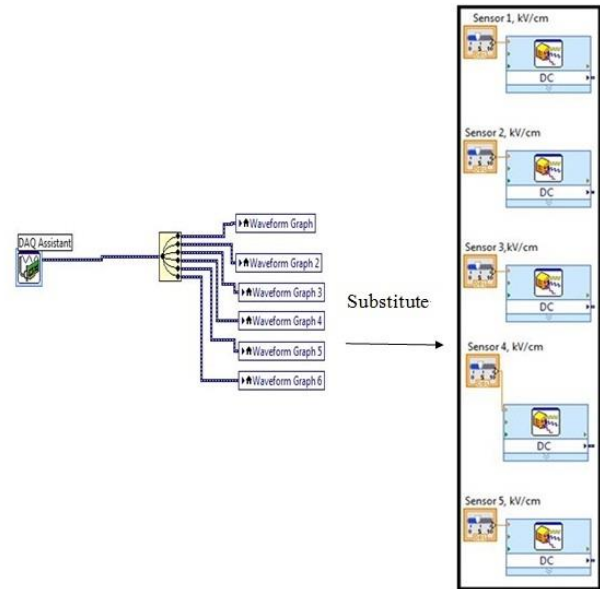 DAQ Assistant
Waveform Graph
Waveform Graph 2
Waveform Graph 3
Waveform Graph 4
Waveform Graph 5
Waveform Graph 6
Substitute
Sensor 1, kV/cm
DC
Sensor 2, kV/cm
DC
Sensor 3,kV/cm
DC
Sensor 4, kV/cm
DC
Sensor 5, kV/cm
DC